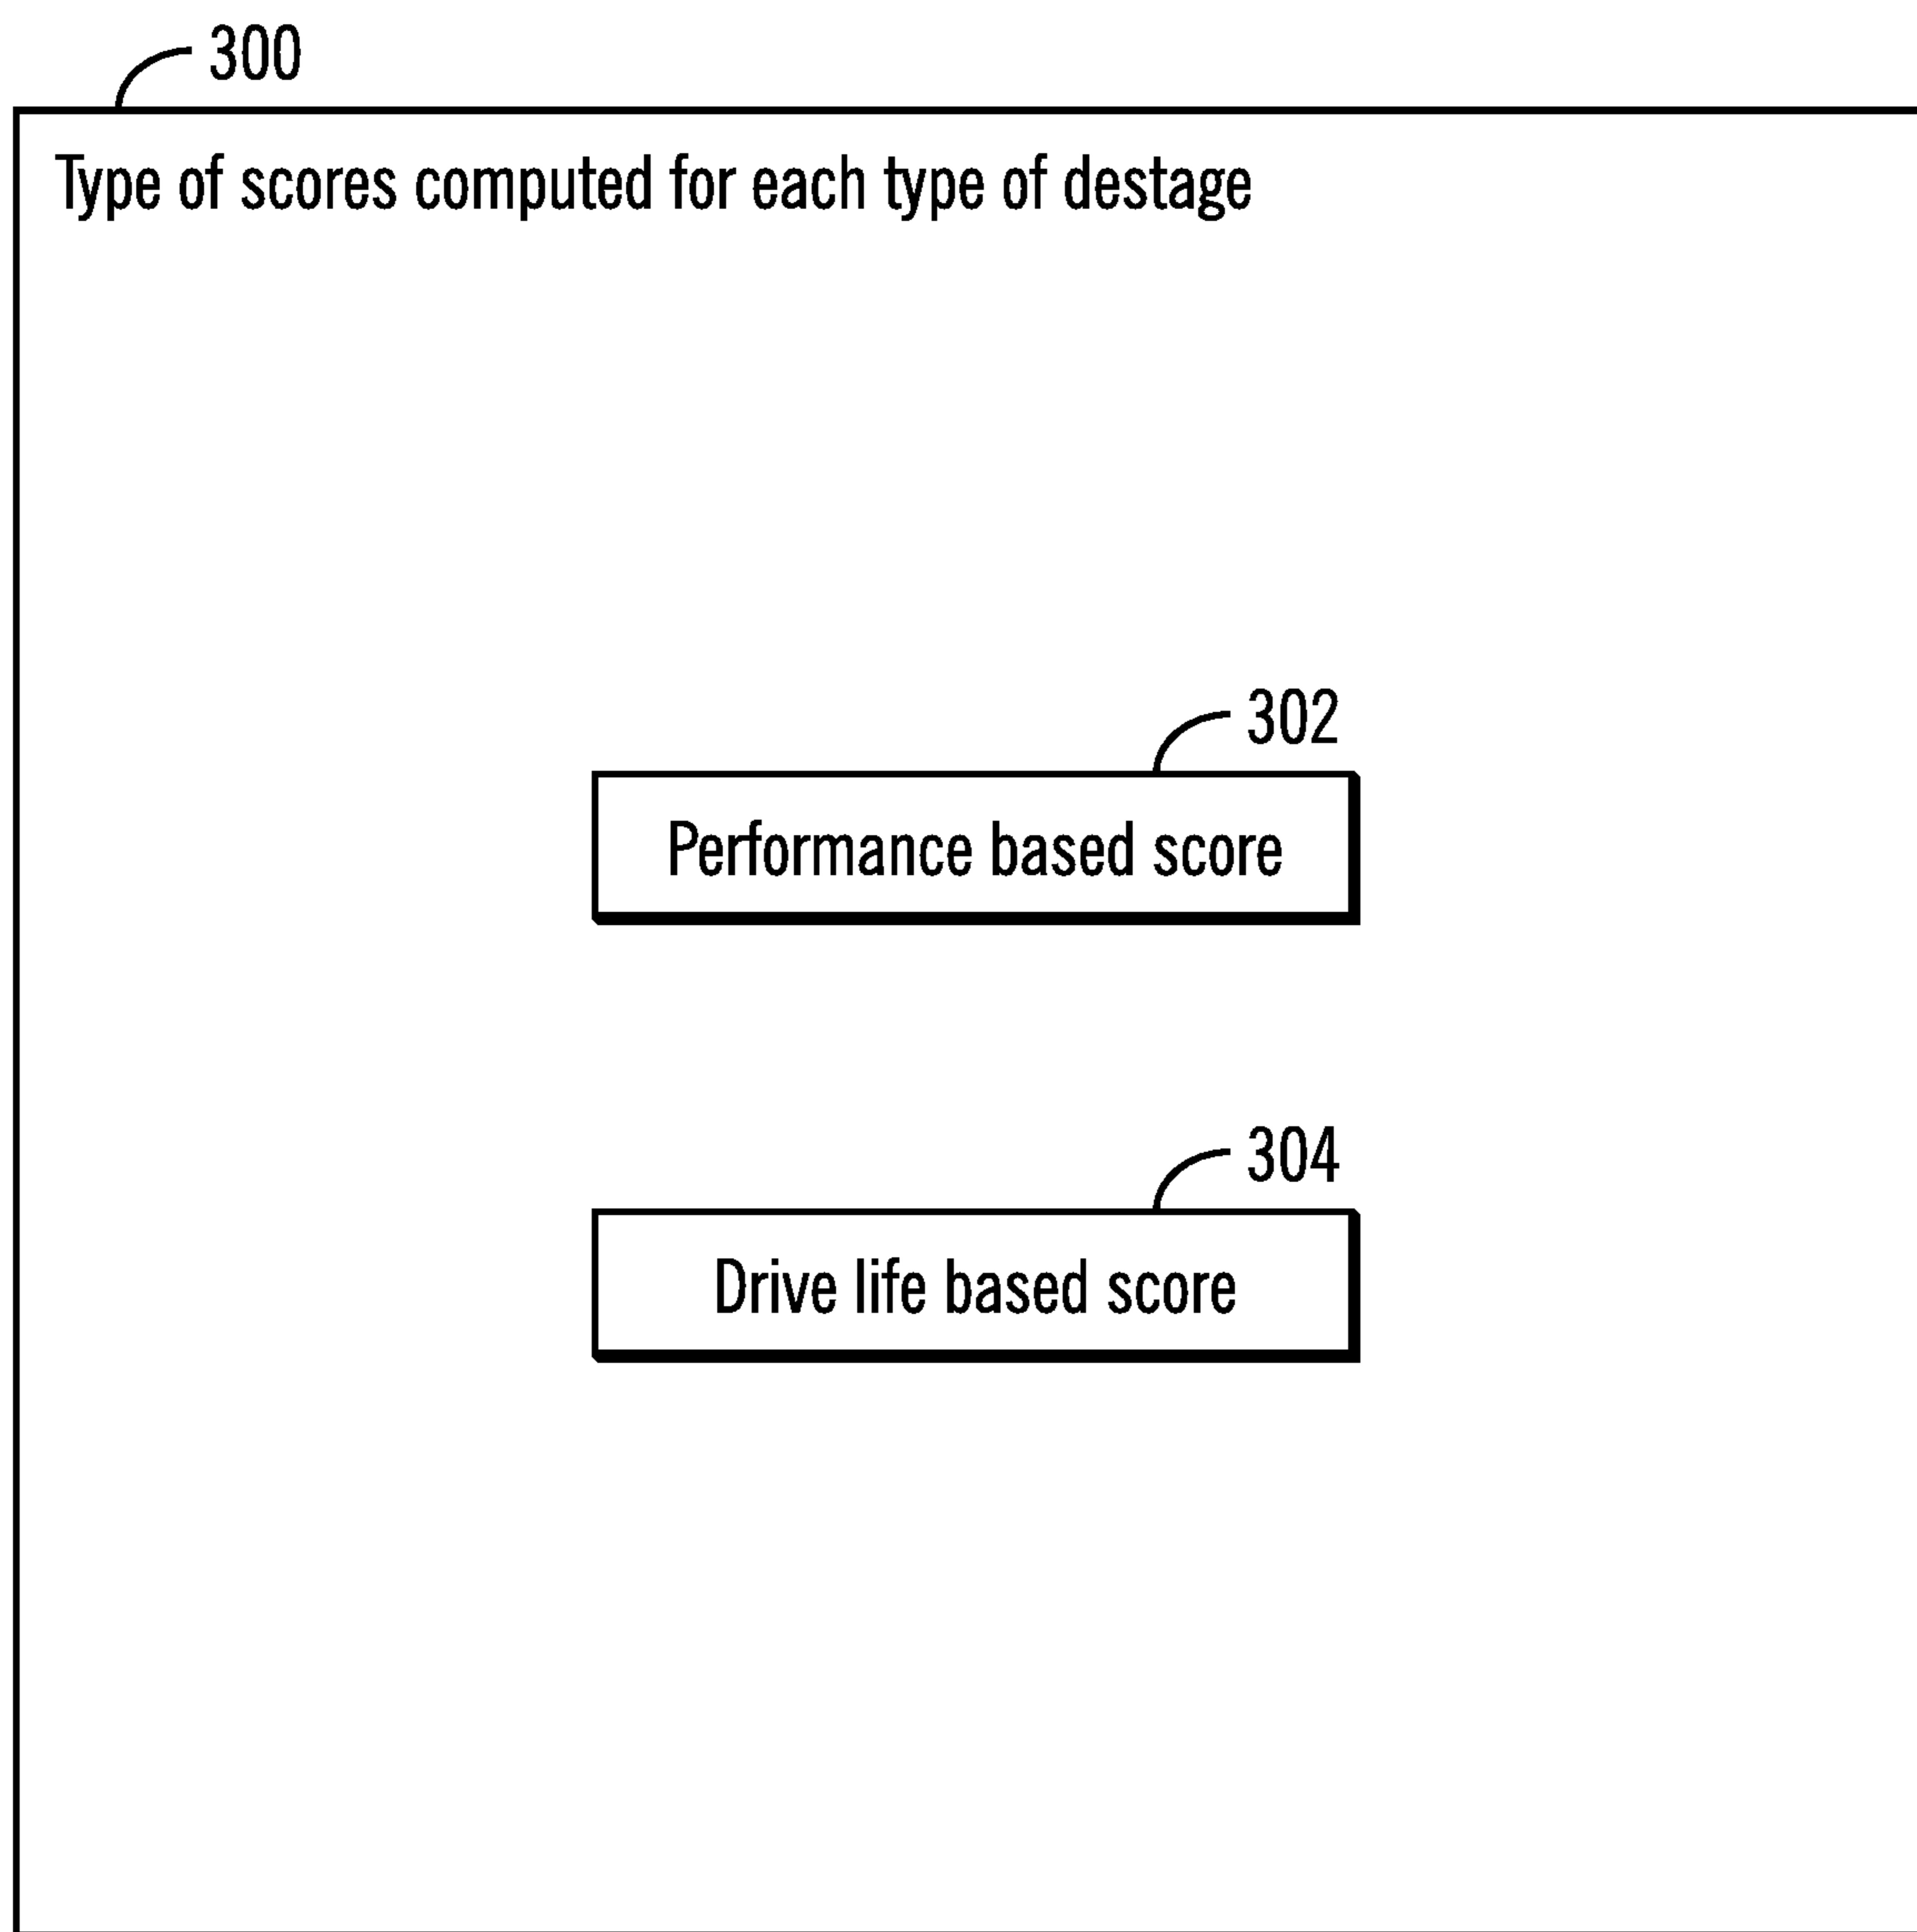 300
Type of scores computed for each type of destage
302
Performance based score
304
Drive life based score